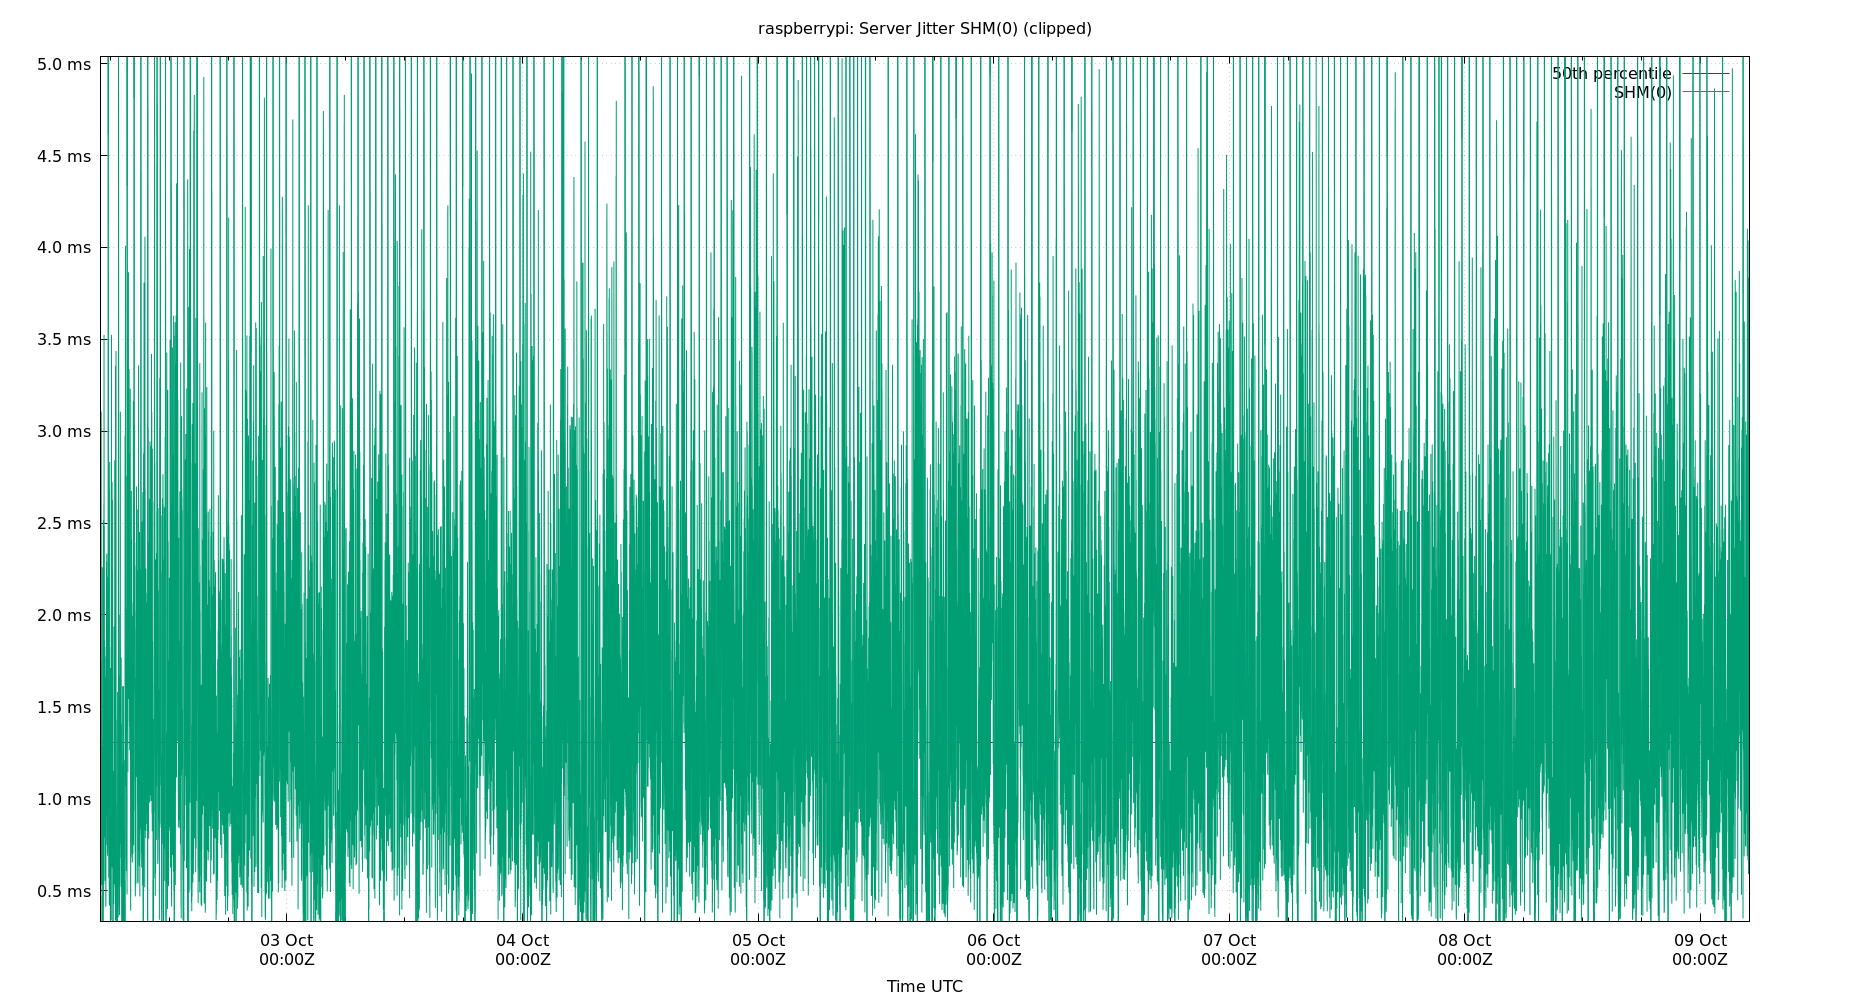 raspberrypi: Server Jitter SHM(0) (clipped)
5.0 ms
50th percentile
SHM(0)
4.5 ms
4.0 ms
3.5 ms
3.0 ms
2.5 ms
2.0 ms
1.5 ms
1.0 ms
0.5 ms
03 Oct 04 Oct 05 Oct 06 Oct 07 Oct 08 Oct 09 Oct
00:00Z 00:00Z 00:00Z 00:00Z 00:00Z 00:00Z 00:00Z
Time UTC